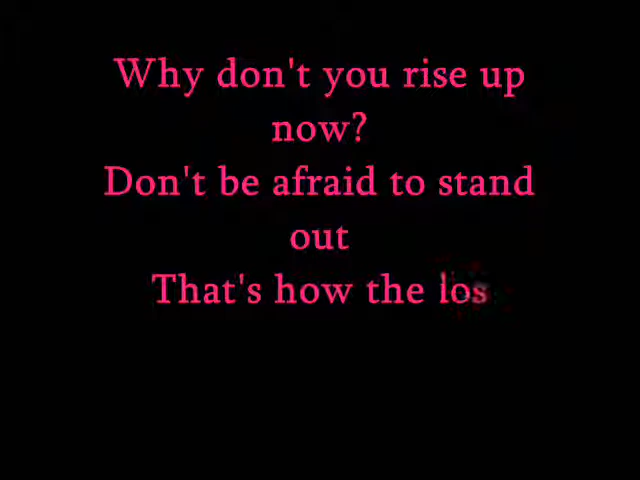 Why don't you rise up
now?
Don't be afraid to stand
out
That's how the los